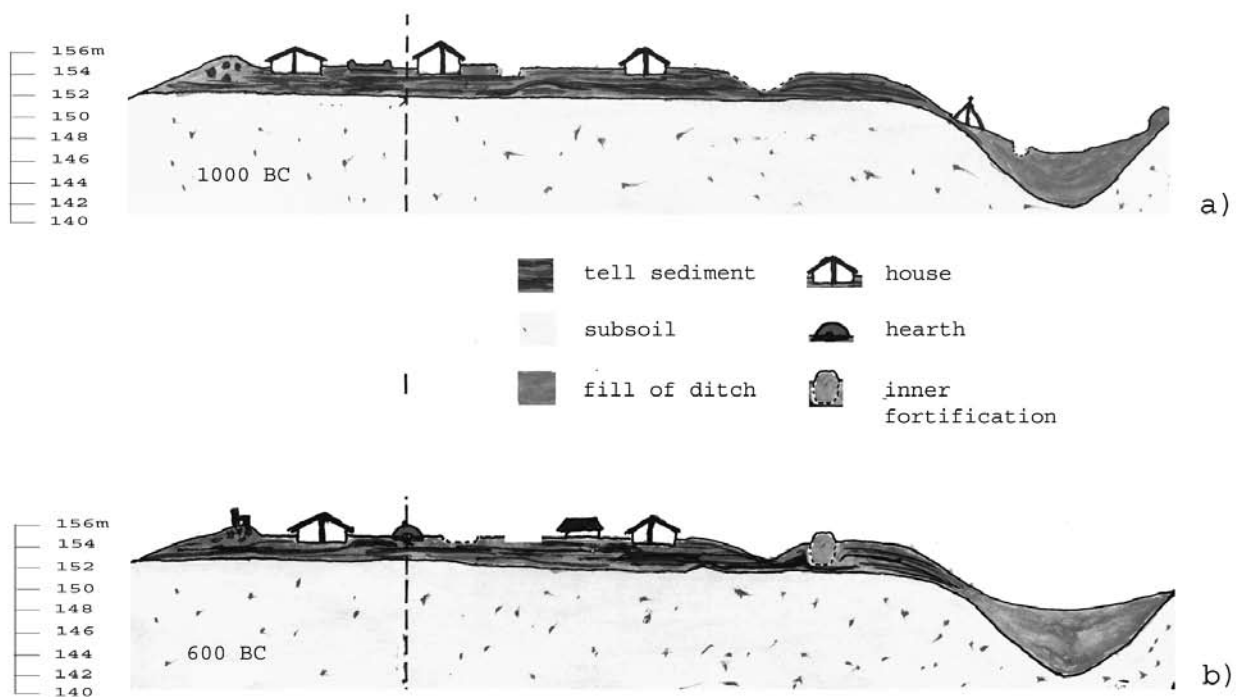 156m
154
152
150
148
146
144
142
140
1000 BC
a)
tell sediment
house
subsoil
hearth
fill of ditch
inner
fortification
156m
154
152
150
148
146
144
142
140
600 BC
b)